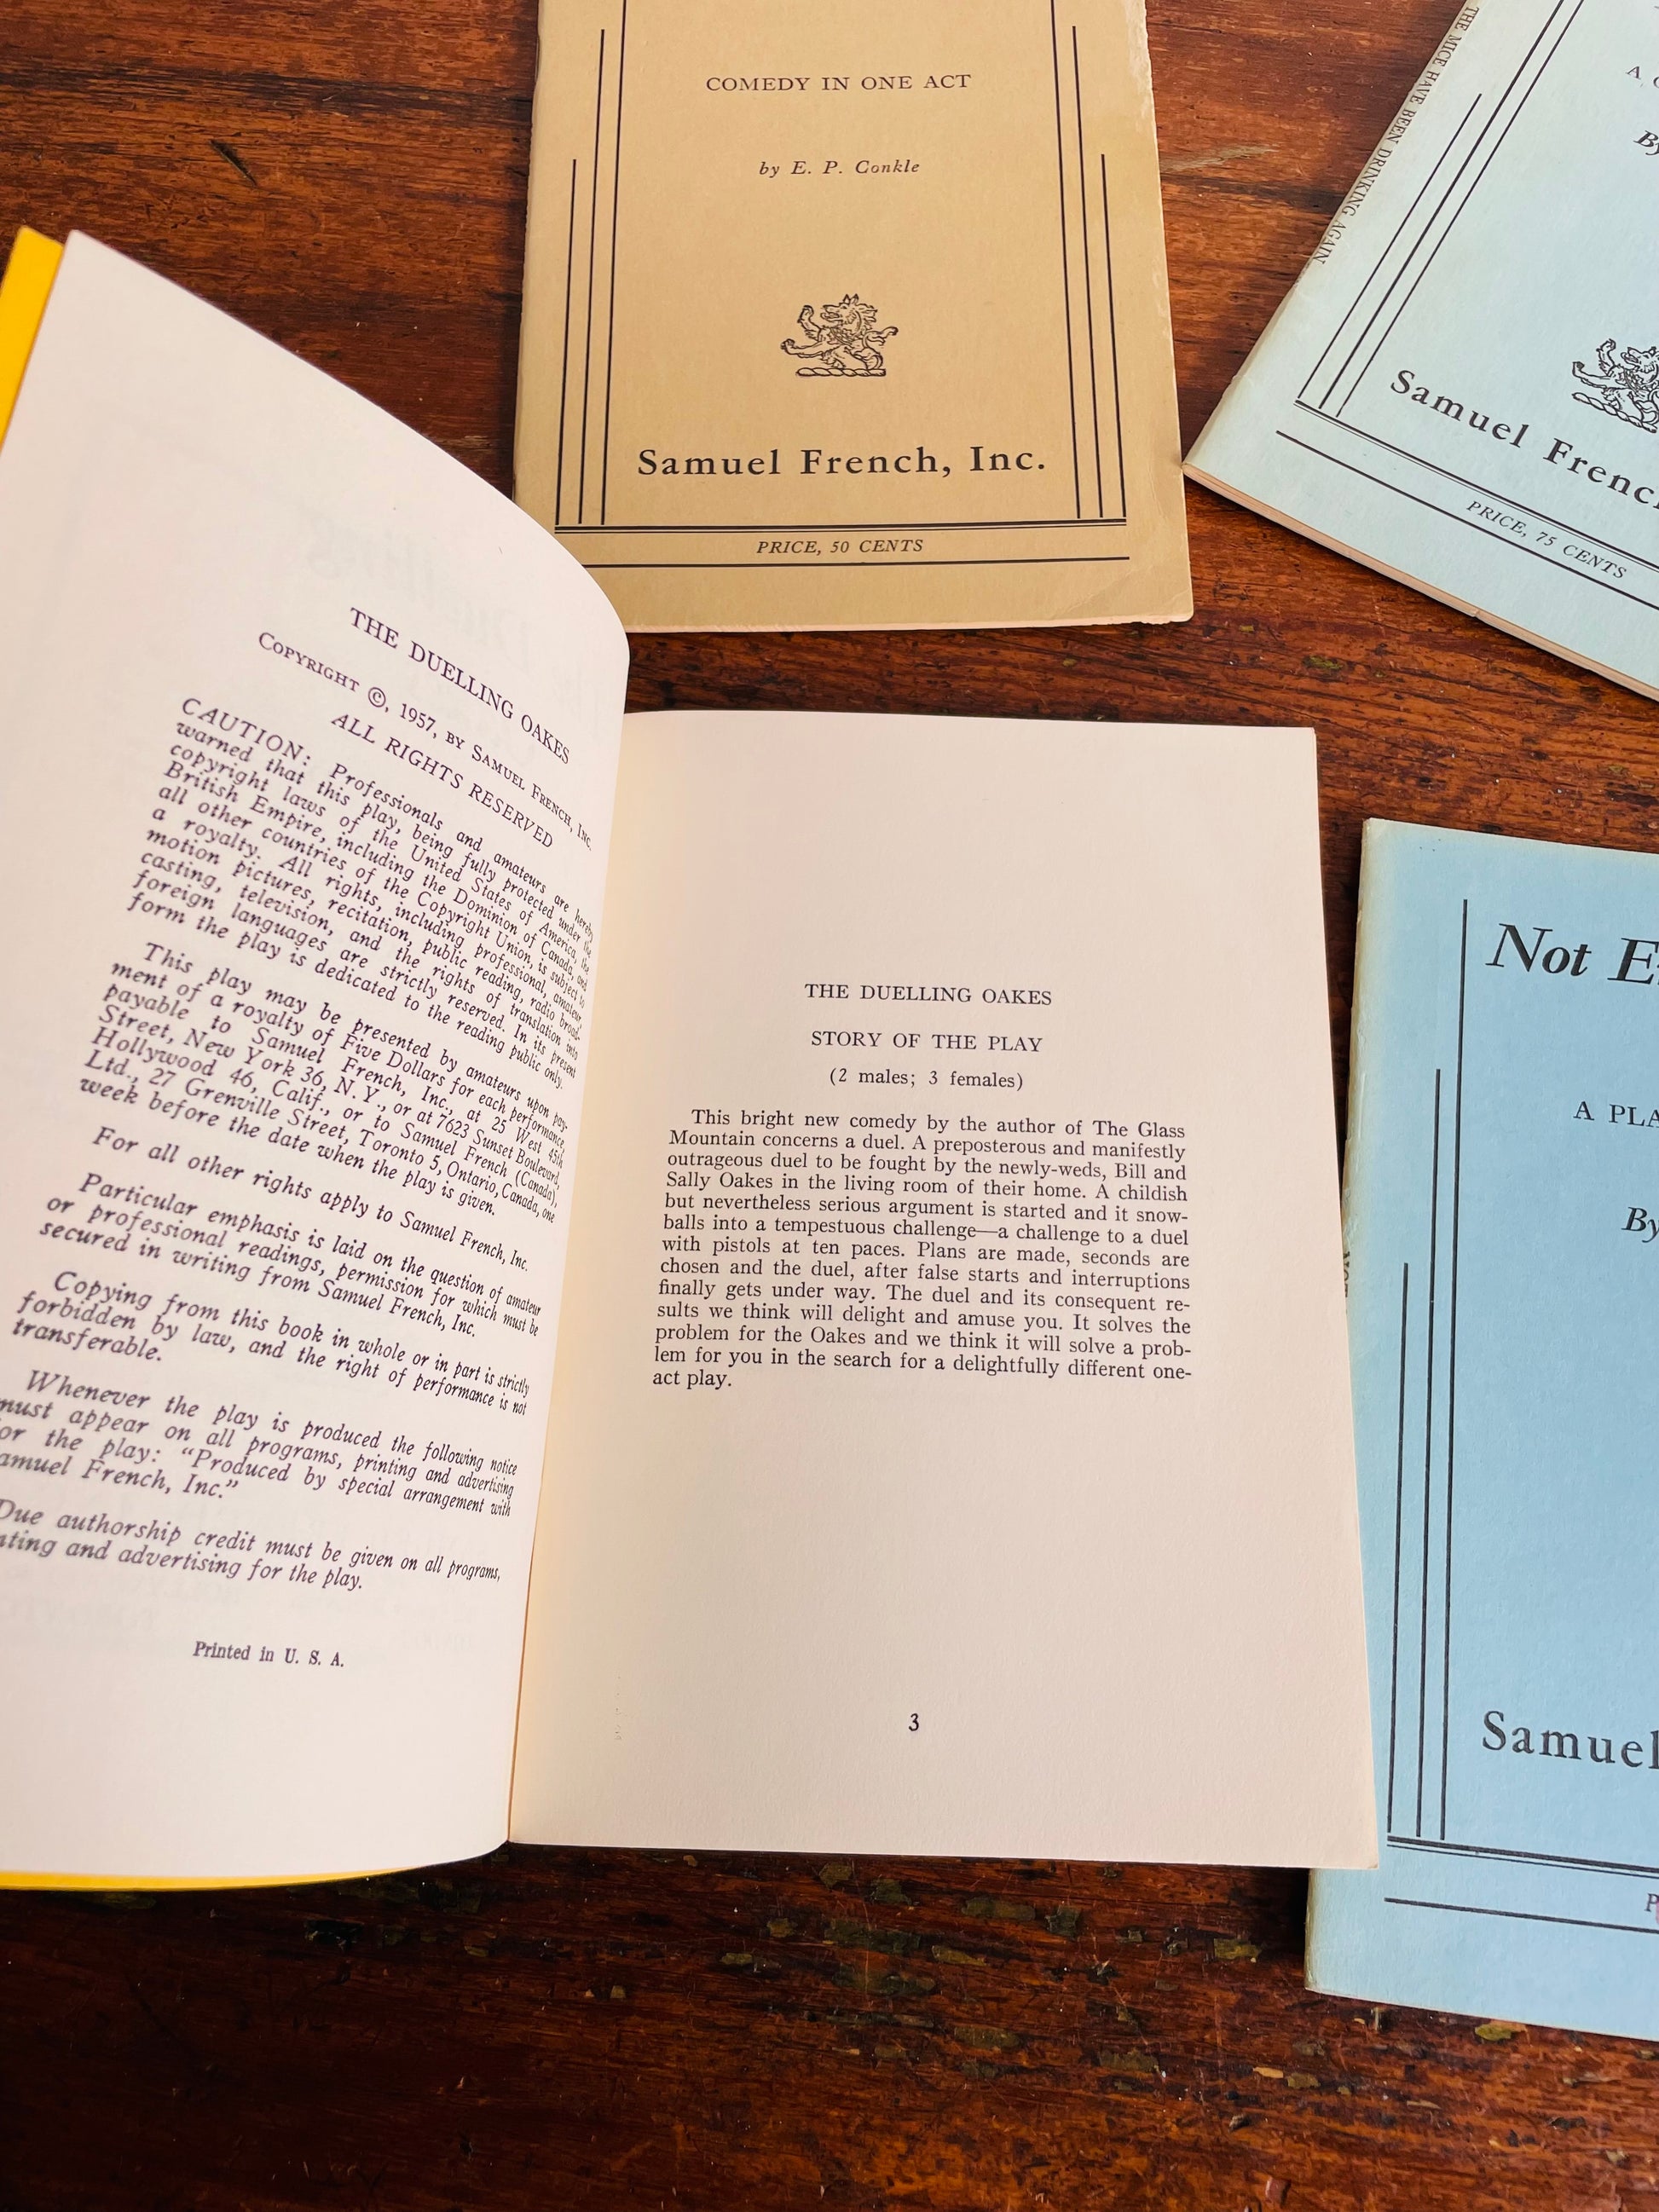 COMEDY IN ONE ACT
by E. P. Conkle
Samuel French, Inc.
PRICE, 50 CENTS
THE MICE HAVE BEEN DRINKING AGAIN
A
By
Samuel French
PRICE, 75 CENTS
THE DUELLING OAKES
COPYRIGHT ©, 1957, BY SAMUEL FRENCH, INC.
ALL RIGHTS RESERVED
CAUTION: Professionals and amateurs are hereby
warned that this play, being fully protected under the
copyright laws of the United States of America, the
British Empire, including the Dominion of Canada, and
all other countries of the Copyright Union, is subject to
a royalty. All rights, including professional, amateur,
motion pictures, recitation, public reading, radio broad-
casting, television, and the rights of translation into
foreign languages are strictly reserved. In its present
form the play is dedicated to the reading public only.
This play may be presented by amateurs upon pay-
ment of a royalty of Five Dollars for each performance,
payable to Samuel French, Inc., at 25 West 45th
Street, New York 36, N. Y., or at 7623 Sunset Boulevard,
Hollywood 46, Calif., or to Samuel French (Canada),
Ltd., 27 Grenville Street, Toronto 5, Ontario, Canada, one
week before the date when the play is given.
For all other rights apply to Samuel French, Inc.
Particular emphasis is laid on the question of amateur
or professional readings, permission for which must be
secured in writing from Samuel French, Inc.
Copying from this book in whole or in part is strictly
forbidden by law, and the right of performance is not
transferable.
Whenever the play is produced the following notice
must appear on all programs, printing and advertising
or the play: "Produced by special arrangement with
amuel French, Inc."
Due authorship credit must be given on all programs,
nting and advertising for the play.
Printed in U. S. A.
THE DUELLING OAKES
STORY OF THE PLAY
(2 males; 3 females)
This bright new comedy by the author of The Glass
Mountain concerns a duel. A preposterous and manifestly
outrageous duel to be fought by the newly-weds, Bill and
Sally Oakes in the living room of their home. A childish
but nevertheless serious argument is started and it snow-
balls into a tempestuous challenge—a challenge to a duel
with pistols at ten paces. Plans are made, seconds are
chosen and the duel, after false starts and interruptions
finally gets under way. The duel and its consequent re-
sults we think will delight and amuse you. It solves the
problem for the Oakes and we think it will solve a prob-
lem for you in the search for a delightfully different one-
act play.
3
Not E
A PLA
By
Samuel
P